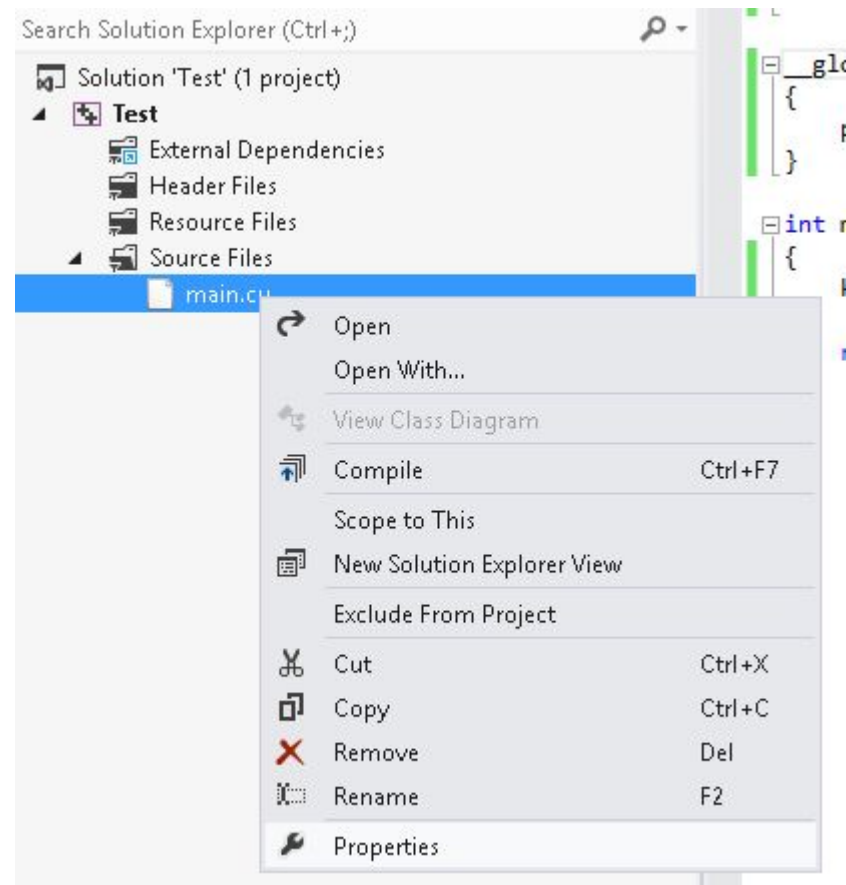 Search Solution Explorer (Ctrl+;)
Solution 'Test' (1 project)
Test
External Dependencies
Header Files
Resource Files
Source Files
main.cu
Open
Open With...
View Class Diagram
Compile Ctrl+F7
Scope to This
New Solution Explorer View
Exclude From Project
Cut Ctrl+X
Copy Ctrl+C
Remove Del
Rename F2
Properties
__glo
{
}
int
{